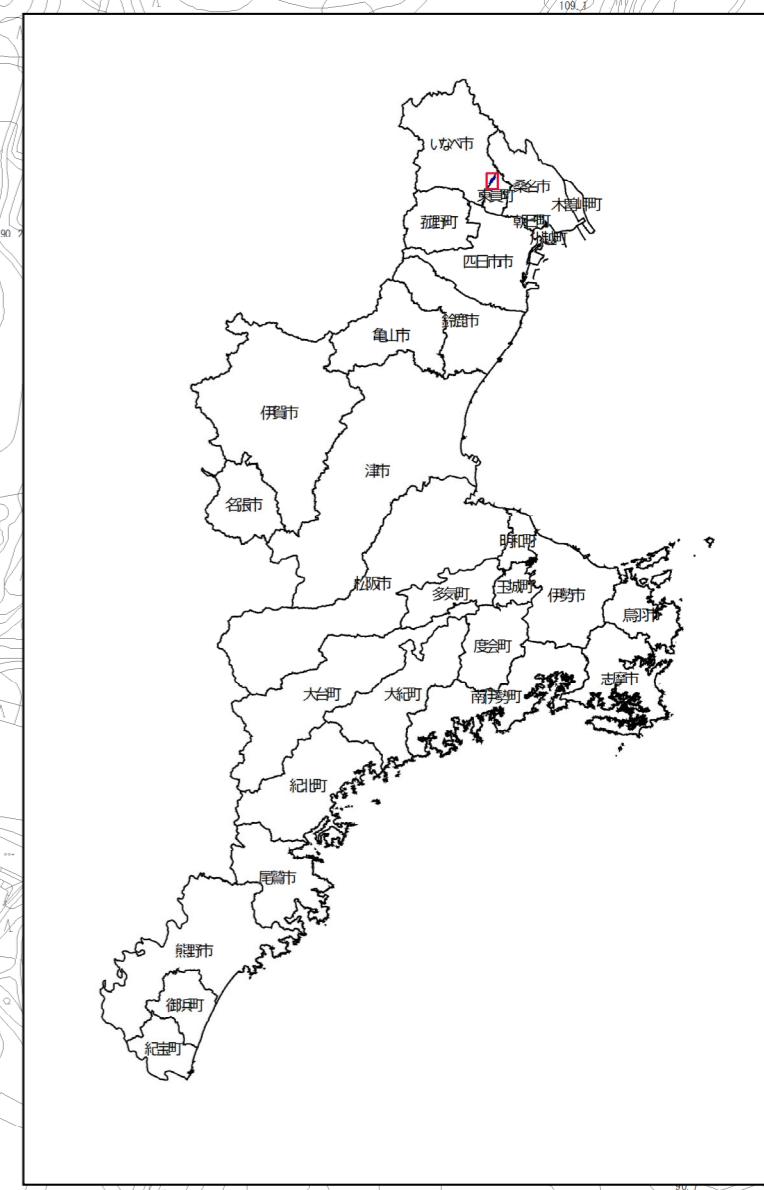 109.1
いなべ市
桑名市
東員町
木曽岬町
菰野町
朝日町
川越町
90.2
四日市市
鈴鹿市
亀山市
伊賀市
津市
名張市
明和町
松阪市
多気町
玉城町
伊勢市
鳥羽市
度会町
志摩市
大台町
大紀町
南伊勢町
紀北町
尾鷲市
熊野市
御浜町
紀宝町